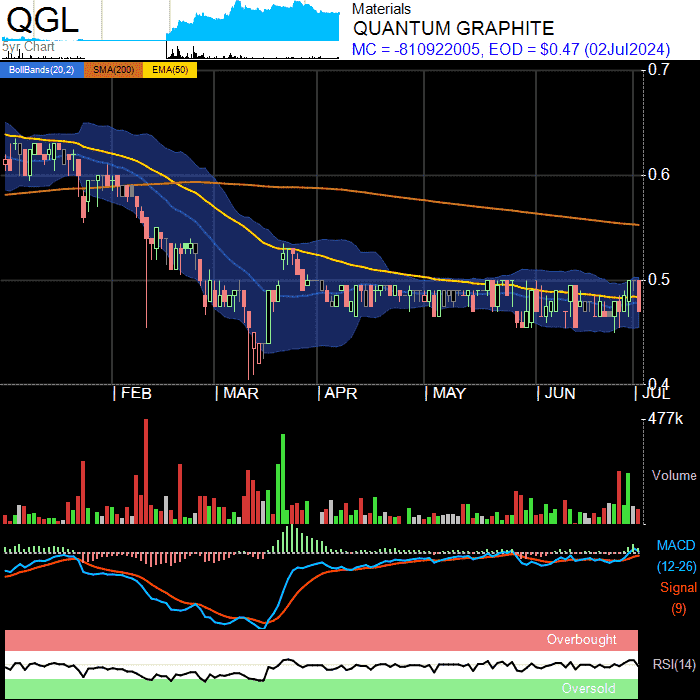 QGL
5yr Chart
Materials
QUANTUM GRAPHITE
MC = -810922005, EOD = $0.47 (02Jul2024)
BollBands(20,2) SMA(200) EMA(50)
0.7
0.6
0.5
0.4
FEB MAR APR MAY JUN JUL
477k
Volume
MACD
(12-26)
Signal
(9)
Overbought
RSI(14)
Oversold